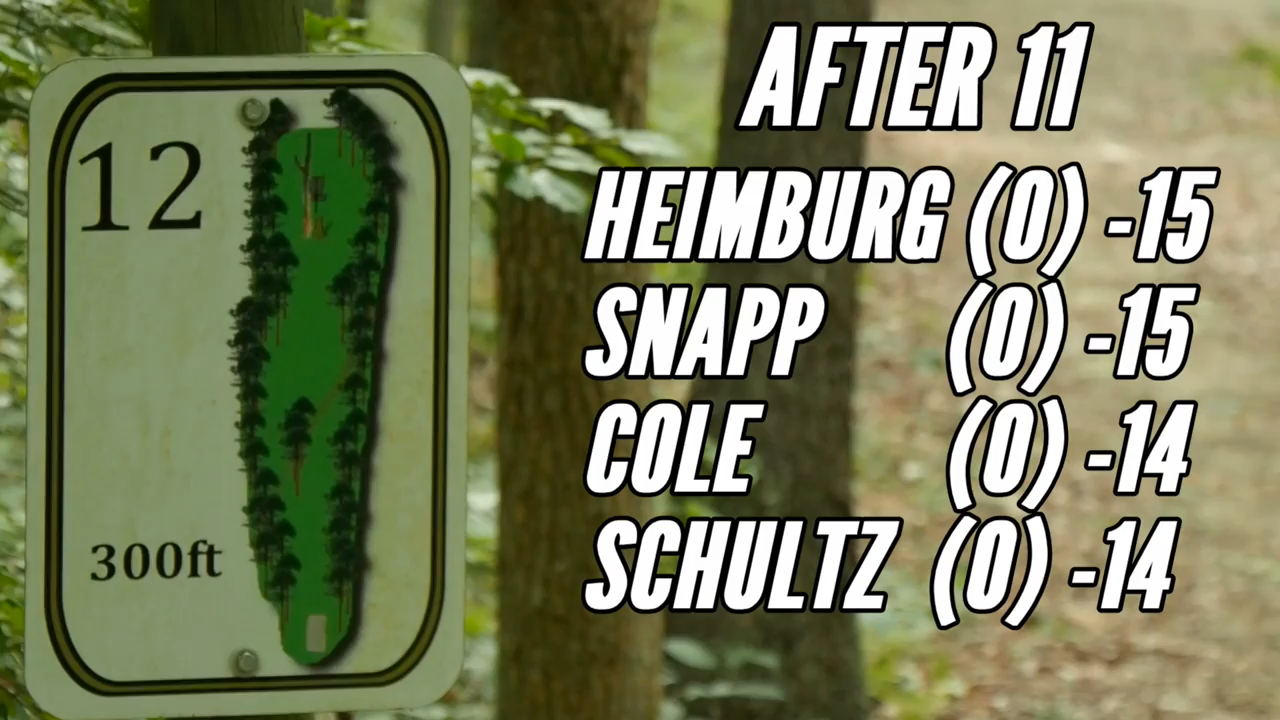 12
300ft
AFTER 11
HEIMBURG (0) -15
SNAPP (0) -15
COLE (0) -14
SCHULTZ (0) -14